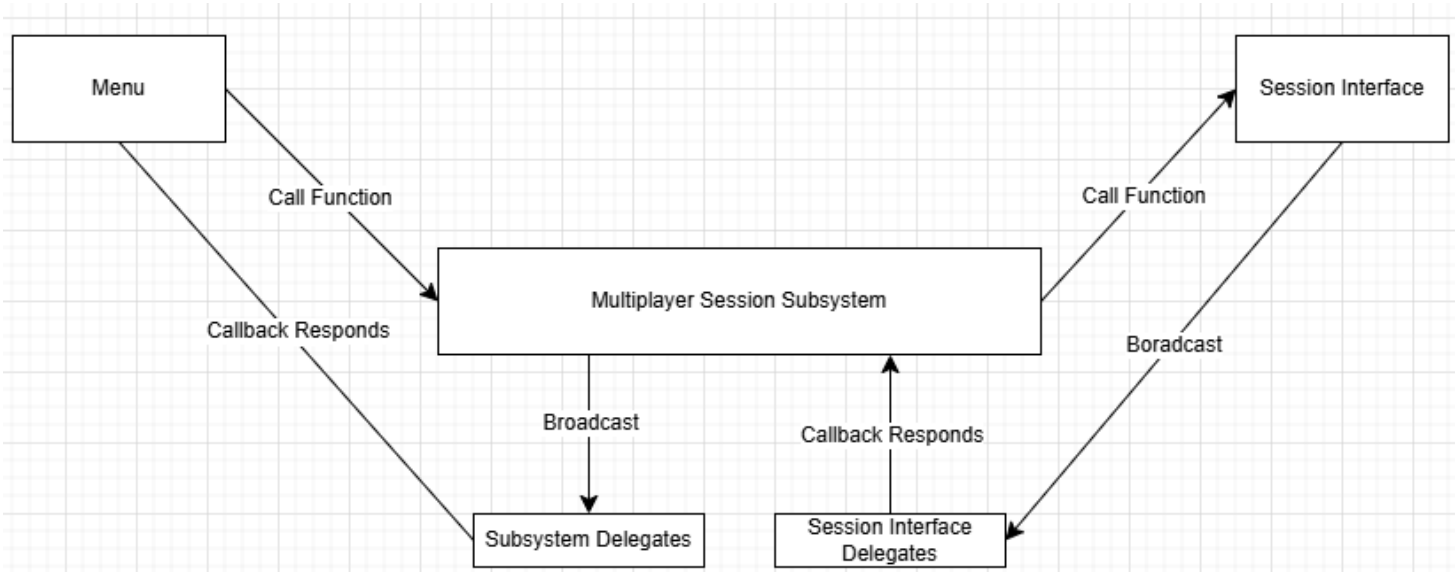 Menu
Session Interface
Call Function
Call Function
Multiplayer Session Subsystem
Callback Responds
Boradcast
Broadcast
Callback Responds
Subsystem Delegates
Session Interface
Delegates